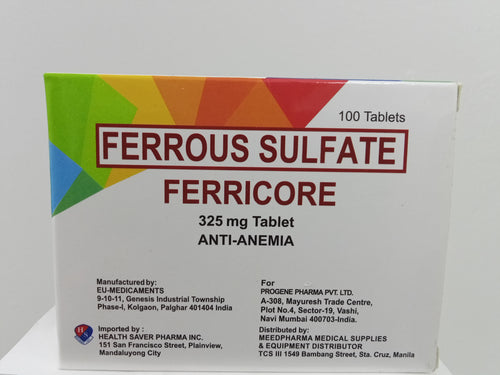 100 Tablets
FERROUS SULFATE
FERRICORE
325 mg Tablet
ANTI-ANEMIA
Manufactured by:
EU-MEDICAMENTS
9-10-11, Genesis Industrial Township
Phase-I, Kolgaon, Palghar 401404 India
For
PROGENE PHARMA PVT. LTD.
A-308, Mayuresh Trade Centre,
Plot No.4, Sector-19, Vashi,
Navi Mumbai 400703-India.
Imported by :
HEALTH SAVER PHARMA INC.
151 San Francisco Street, Plainview,
Mandaluyong City
Distributed by:
MEEDPHARMA MEDICAL SUPPLIES
& EQUIPMENT DISTRIBUTOR
TCS III 1549 Bambang Street, Sta. Cruz, Manila